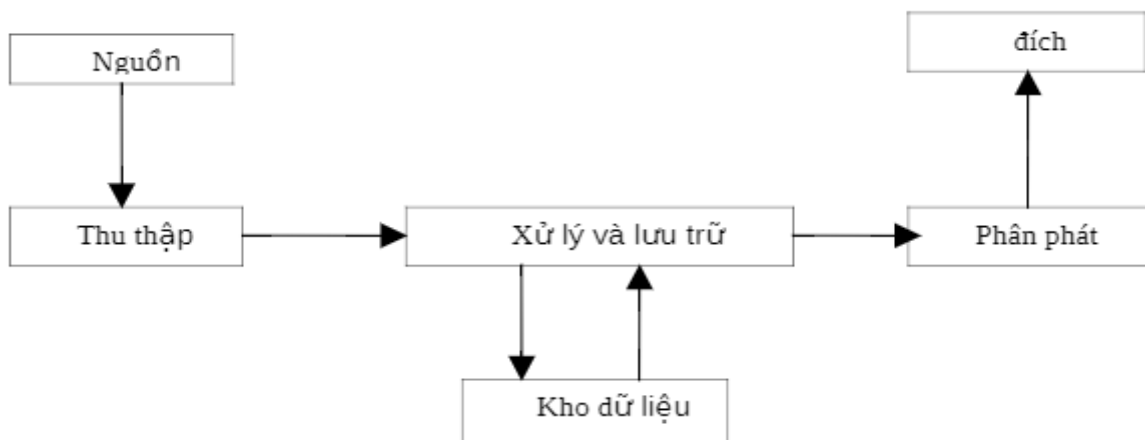 Nguồn
đích
Thu thập
Xử lý và lưu trữ
Phân phát
Kho dữ liệu